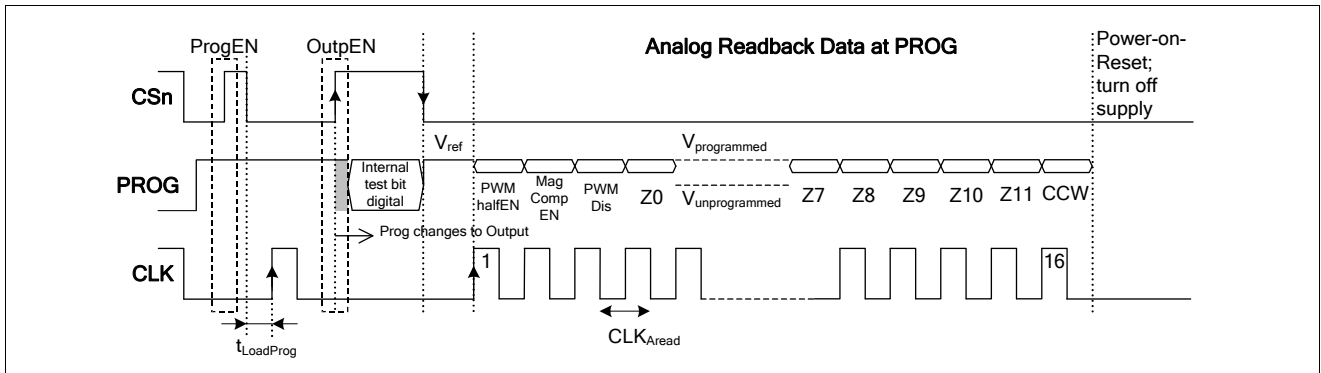 ProgEN
OutpEN
Analog Readback Data at PROG
Power-on-
Reset;
turn off
supply
CSn
Vref
Vprogrammed
PROG
Internal
test bit
digital
PWM
halfEN
Mag
Comp
EN
PWM
Dis
Z0
Vunprogrammed
Z7
Z8
Z9
Z10
Z11
CCW
Prog changes to Output
CLK
1
16
CLKAread
tLoadProg